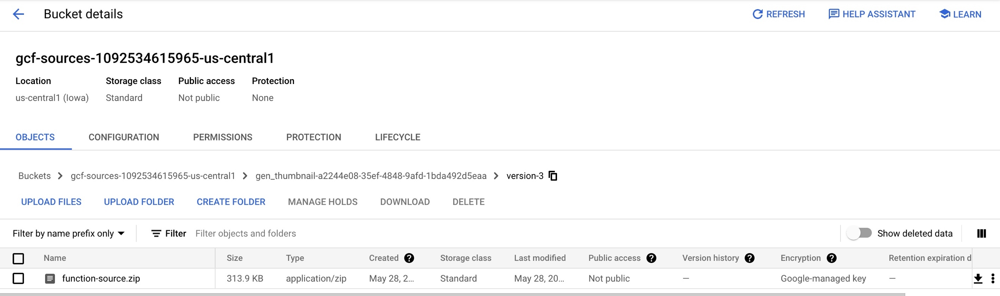 Bucket details REFRESH HELP ASSISTANT LEARN
gcf-sources-1092534615965-us-central1
Location Storage class Public access Protection
us-central1 (Iowa) Standard Not public None
OBJECTS CONFIGURATION PERMISSIONS PROTECTION LIFECYCLE
Buckets gcf-sources-1092534615965-us-central1 gen_thumbnail-a2244e08-35ef-4848-9afd-1bda492d5eaa version-3
UPLOAD FILES UPLOAD FOLDER CREATE FOLDER MANAGE HOLDS DOWNLOAD DELETE
Filter by name prefix only Filter Filter objects and folders Show deleted data
Name Size Type Created Storage class Last modified Public access Version history Encryption Retention expiration d
function-source.zip 313.9 KB application/zip May 28, 2... Standard May 28, 20... Not public — Google-managed key —